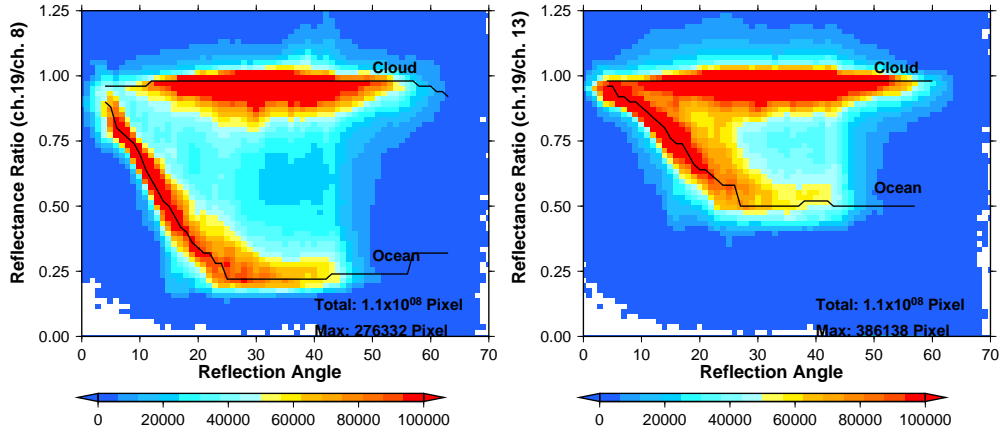 1.25
1.00
0.75
0.50
0.25
0.00
Reflectance Ratio (ch.19/ch. 8)
Cloud
Ocean
Total: 1.1x10⁰⁸ Pixel
Max: 276332 Pixel
0 10 20 30 40 50 60 70
Reflection Angle
0 20000 40000 60000 80000 100000
1.25
1.00
0.75
0.50
0.25
0.00
Reflectance Ratio (ch.19/ch. 13)
Cloud
Ocean
Total: 1.1x10⁰⁸ Pixel
Max: 386138 Pixel
0 10 20 30 40 50 60 70
Reflection Angle
0 20000 40000 60000 80000 100000